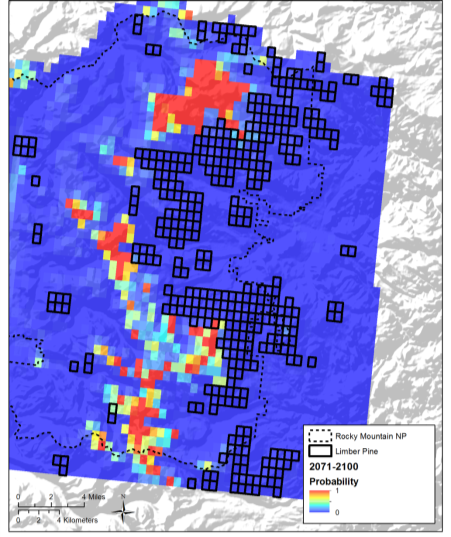 Rocky Mountain NP
Limber Pine
2071-2100
Probability
1
0
0 2 4 Miles
N
0 2 4 Kilometers